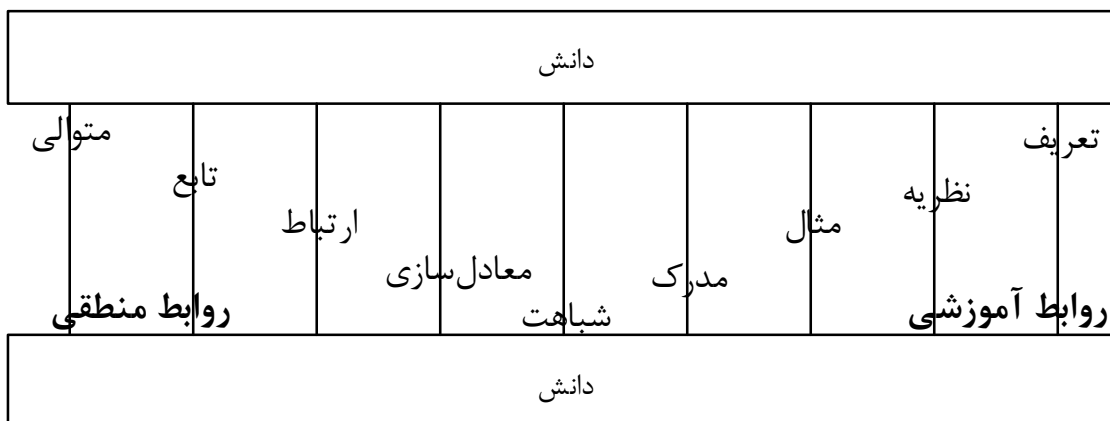 دانش
تعریف
متوالی
تابع
نظریه
مثال
ارتباط
معادل‌سازی
مدرک
شباهت
روابط آموزشی
روابط منطقی
دانش